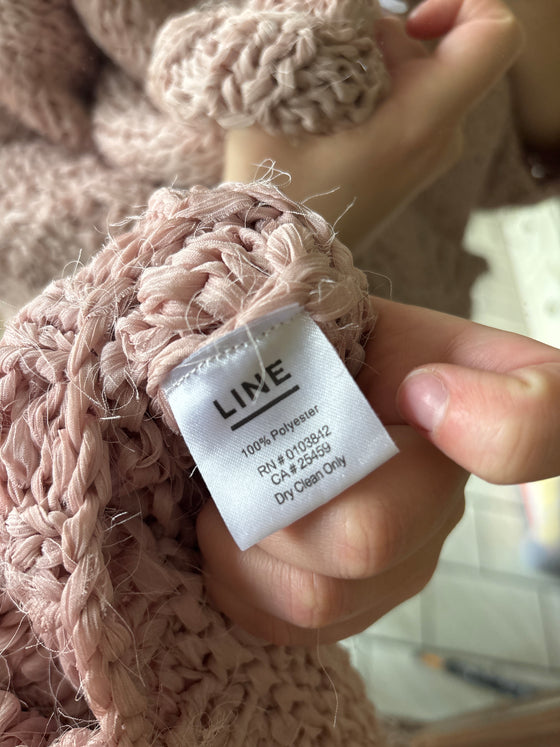 LINE
100% Polyester
RN # 0103842
CA # 25459
Dry Clean Only